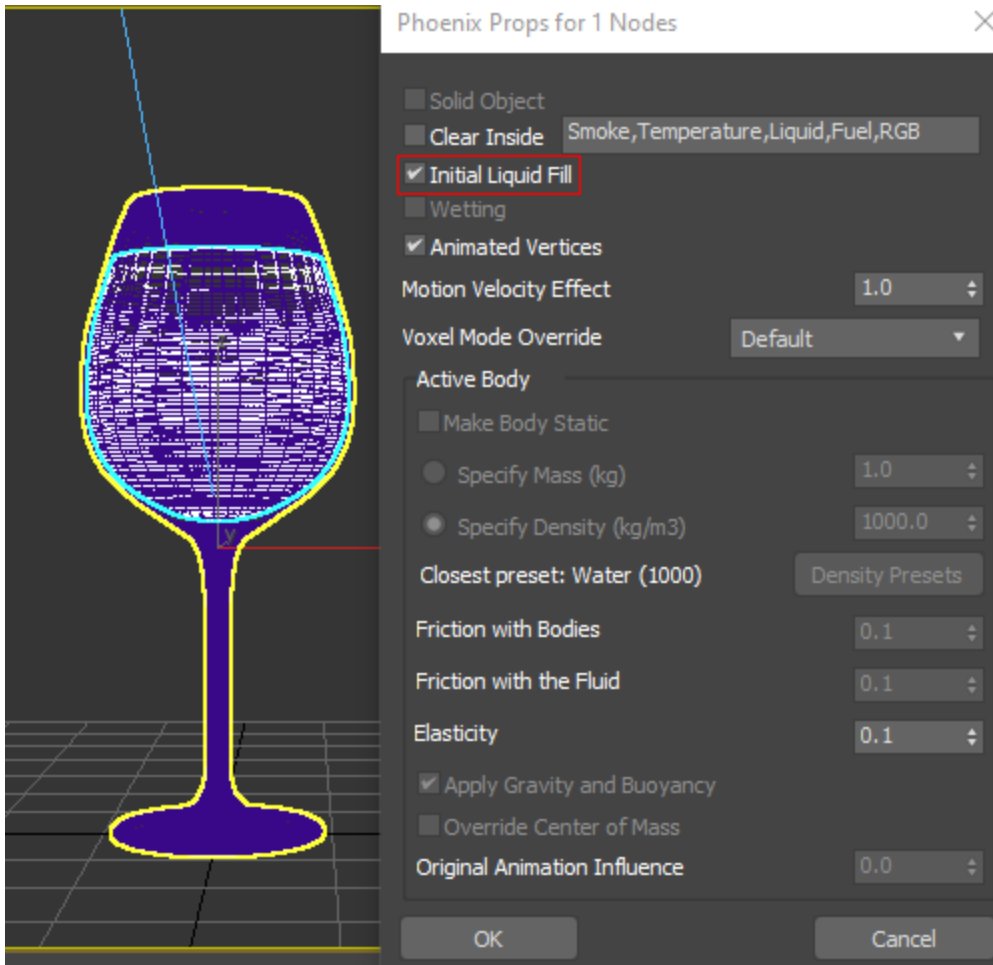 Phoenix Props for 1 Nodes
Solid Object
Clear Inside Smoke,Temperature,Liquid,Fuel,RGB
Initial Liquid Fill
Wetting
Animated Vertices
Motion Velocity Effect 1.0
Voxel Mode Override Default
Active Body
Make Body Static
Specify Mass (kg) 1.0
Specify Density (kg/m3) 1000.0
Closest preset: Water (1000) Density Presets
Friction with Bodies 0.1
Friction with the Fluid 0.1
Elasticity 0.1
Apply Gravity and Buoyancy
Override Center of Mass
Original Animation Influence 0.0
OK Cancel
y